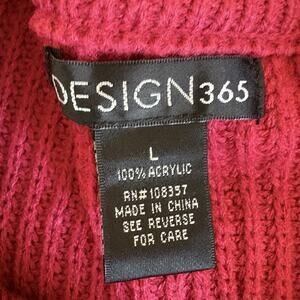 DESIGN365
L
100% ACRYLIC
RN# 108357
MADE IN CHINA
SEE REVERSE
FOR CARE